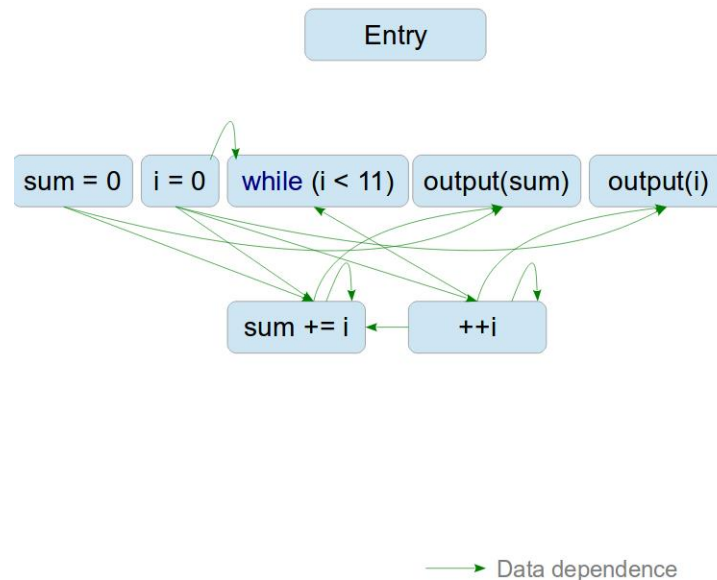 Entry
sum = 0
i = 0
while (i < 11)
output(sum)
output(i)
sum += i
++i
Data dependence